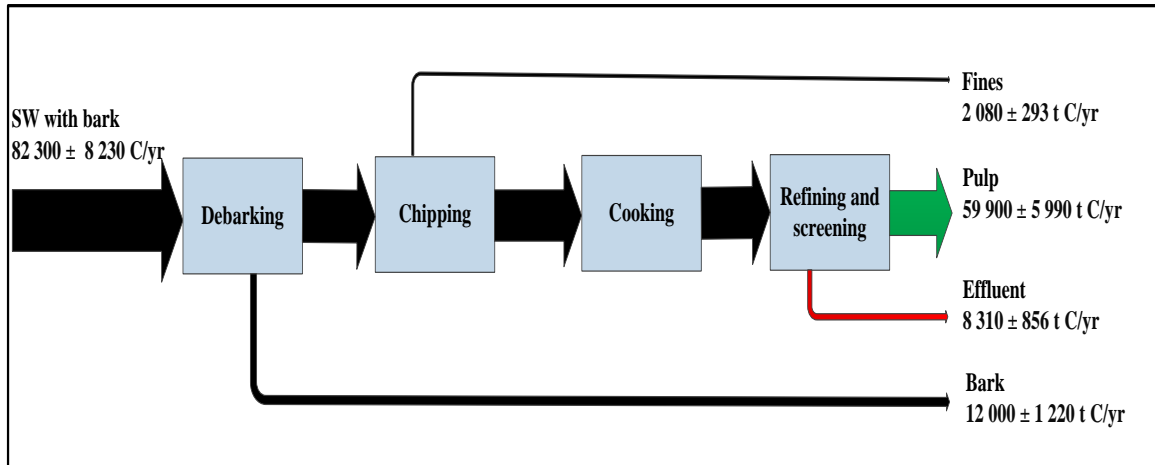 SW with bark
82 300 ± 8 230 C/yr
Debarking
Chipping
Cooking
Refining and
screening
Fines
2 080 ± 293 t C/yr
Pulp
59 900 ± 5 990 t C/yr
Effluent
8 310 ± 856 t C/yr
Bark
12 000 ± 1 220 t C/yr